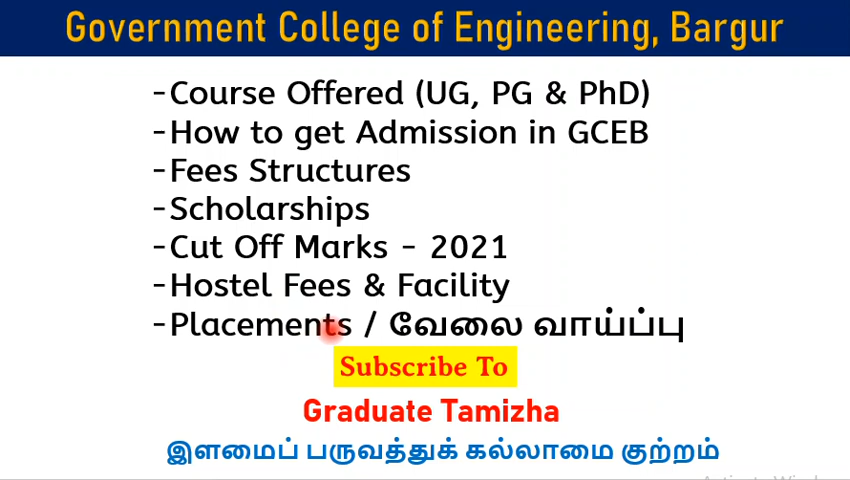 Government College of Engineering, Bargur
-Course Offered (UG, PG & PhD)
-How to get Admission in GCEB
-Fees Structures
-Scholarships
-Cut Off Marks - 2021
-Hostel Fees & Facility
-Placements / வேலை வாய்ப்பு
Subscribe To
Graduate Tamizha
இளமைப் பருவத்துக் கல்லாமை குற்றம்